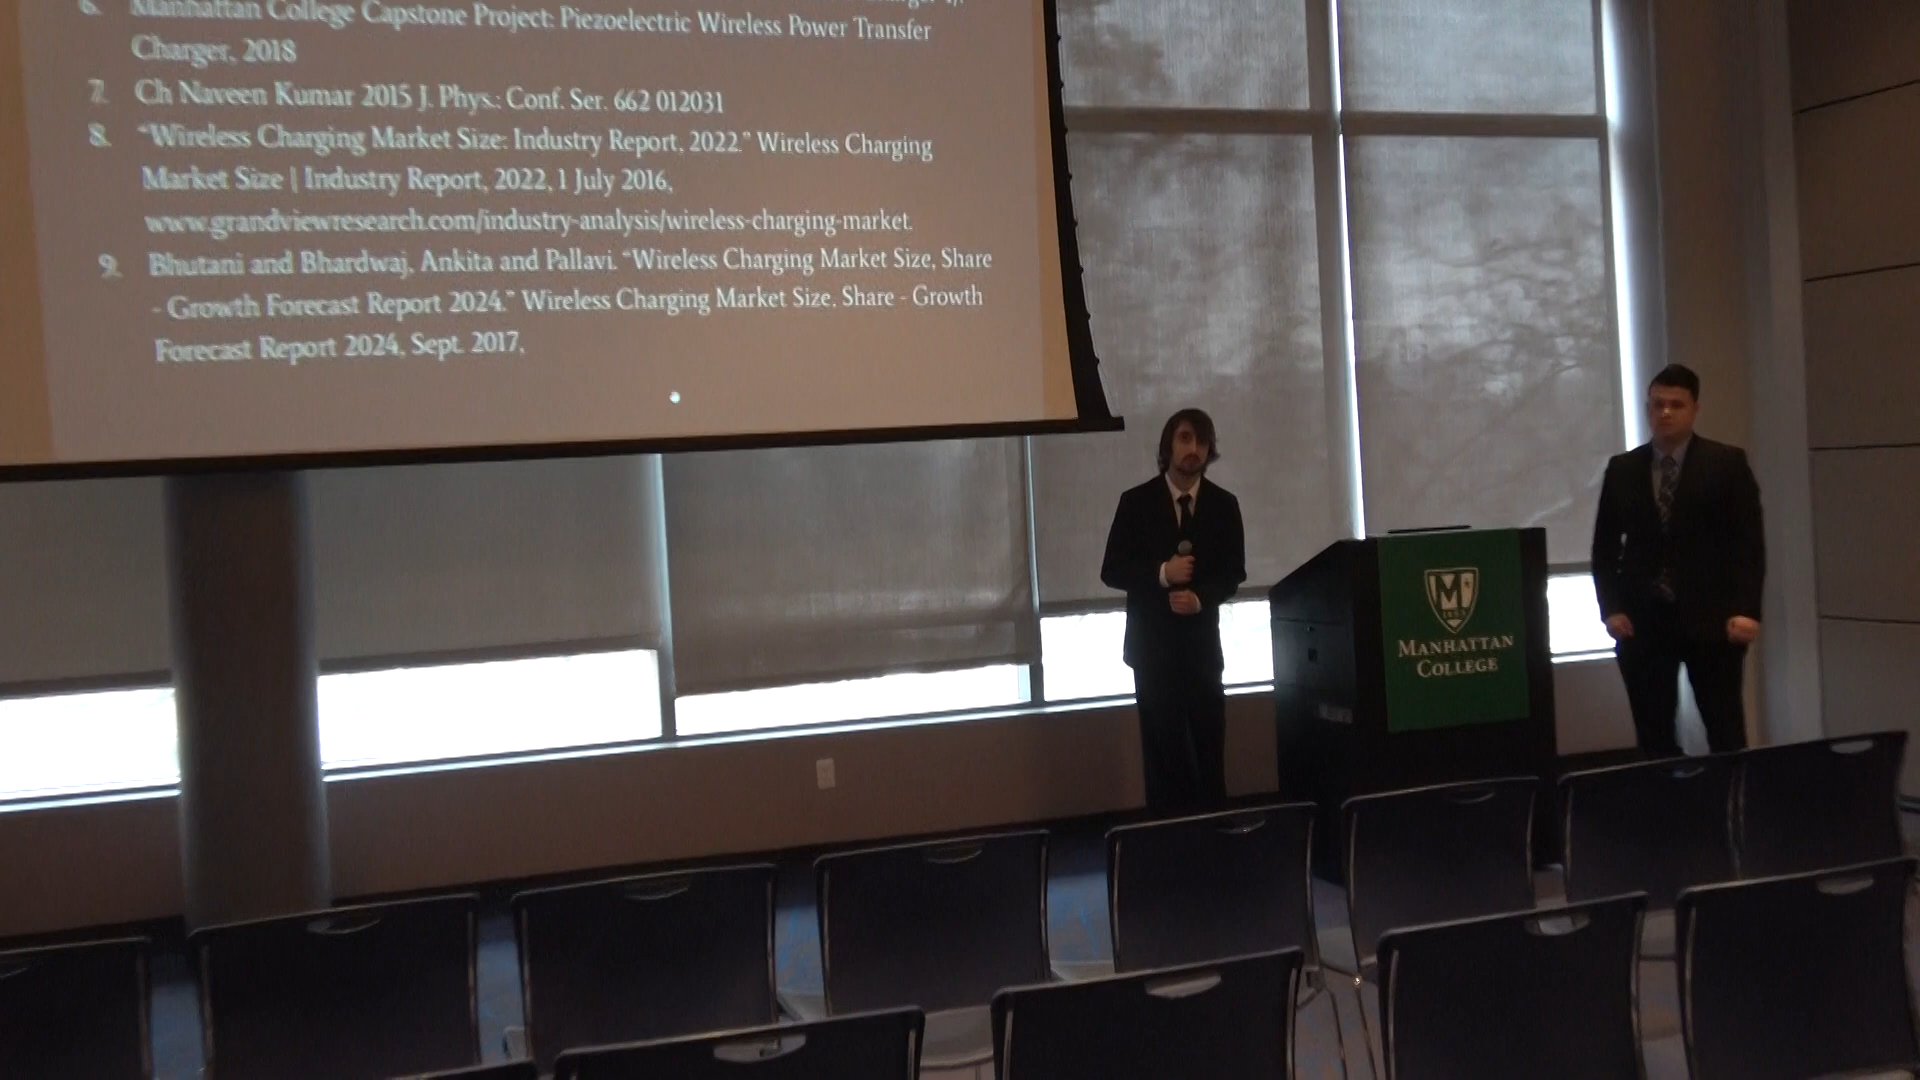 6. Manhattan College Capstone Project: Piezoelectric Wireless Power Transfer
Charger, 2018
7. Ch Naveen Kumar 2015 J. Phys.: Conf. Ser. 662 012031
8. “Wireless Charging Market Size: Industry Report, 2022.” Wireless Charging
Market Size | Industry Report, 2022, 1 July 2016,
www.grandviewresearch.com/industry-analysis/wireless-charging-market.
9. Bhutani and Bhardwaj, Ankita and Pallavi. “Wireless Charging Market Size, Share
- Growth Forecast Report 2024.” Wireless Charging Market Size, Share - Growth
Forecast Report 2024, Sept. 2017,
M
MANHATTAN
COLLEGE